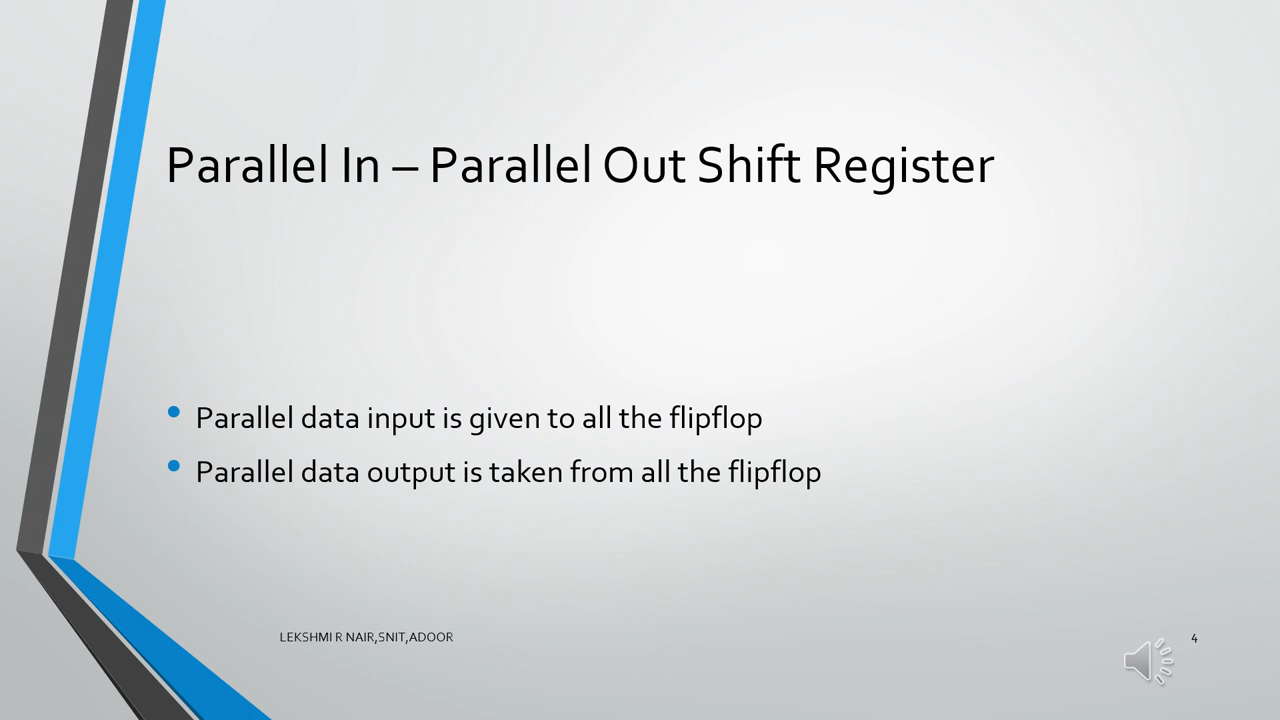 Parallel In – Parallel Out Shift Register
• Parallel data input is given to all the flipflop
• Parallel data output is taken from all the flipflop
LEKSHMI R NAIR,SNIT,ADOOR
4